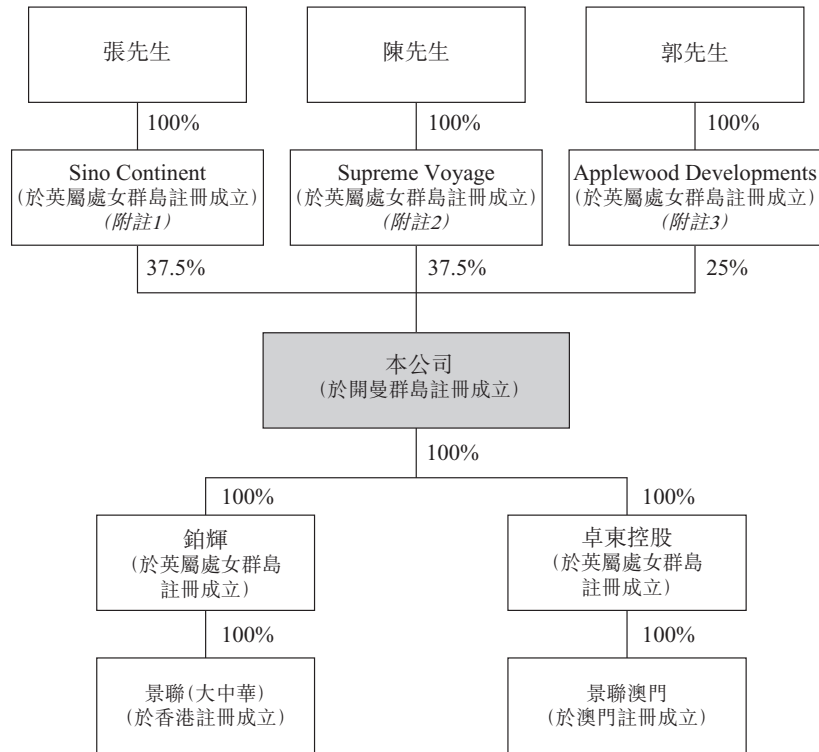 張先生
陳先生
郭先生
100%
100%
100%
Sino Continent
(於英屬處女群島註冊成立)
(附註1)
Supreme Voyage
(於英屬處女群島註冊成立)
(附註2)
Applewood Developments
(於英屬處女群島註冊成立)
(附註3)
37.5%
37.5%
25%
本公司
(於開曼群島註冊成立)
100%
100%
100%
鉑輝
(於英屬處女群島
註冊成立)
卓東控股
(於英屬處女群島
註冊成立)
100%
100%
景聯(大中華)
(於香港註冊成立)
景聯澳門
(於澳門註冊成立)